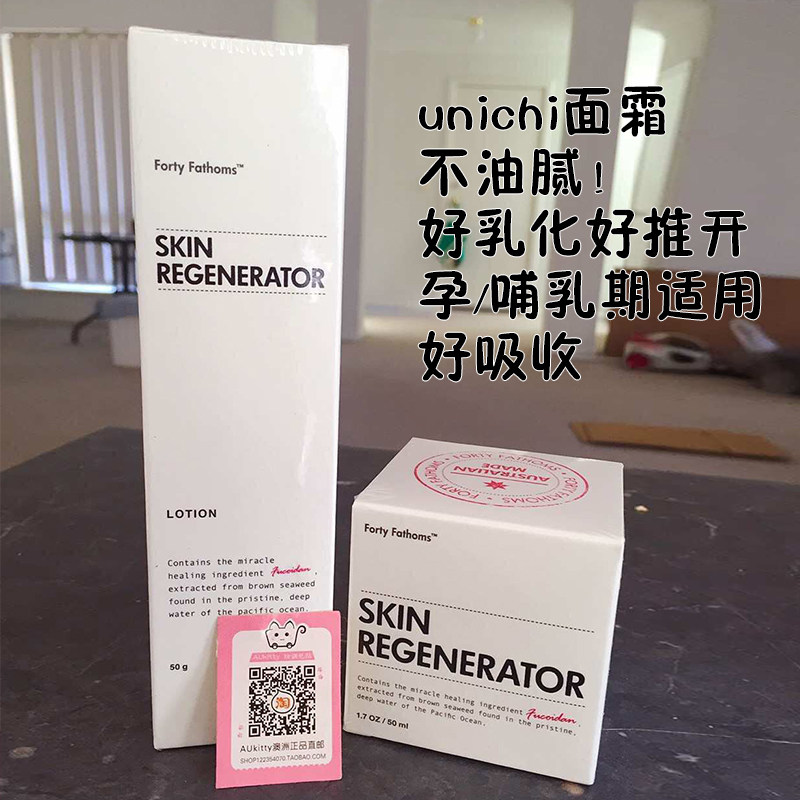 unichi面霜
不油腻！
好乳化好推开
孕/哺乳期适用
好吸收
Forty Fathoms™
SKIN
REGENERATOR
LOTION
Contains the miracle
healing ingredient Fucoidan,
extracted from brown seaweed
found in the pristine, deep
water of the pacific ocean.
50 g
AUkitty
淘
AUkitty澳洲正品直邮
SHOP122354070.TAOBAO.COM
FORTY FATHOMS
AUSTRALIAN
MADE
FORTY FATHOMS
Forty Fathoms™
SKIN
REGENERATOR
Contains the miracle healing ingredient Fucoidan,
extracted from brown seaweed found in the pristine,
deep water of the Pacific Ocean.
1.7 OZ / 50 ml